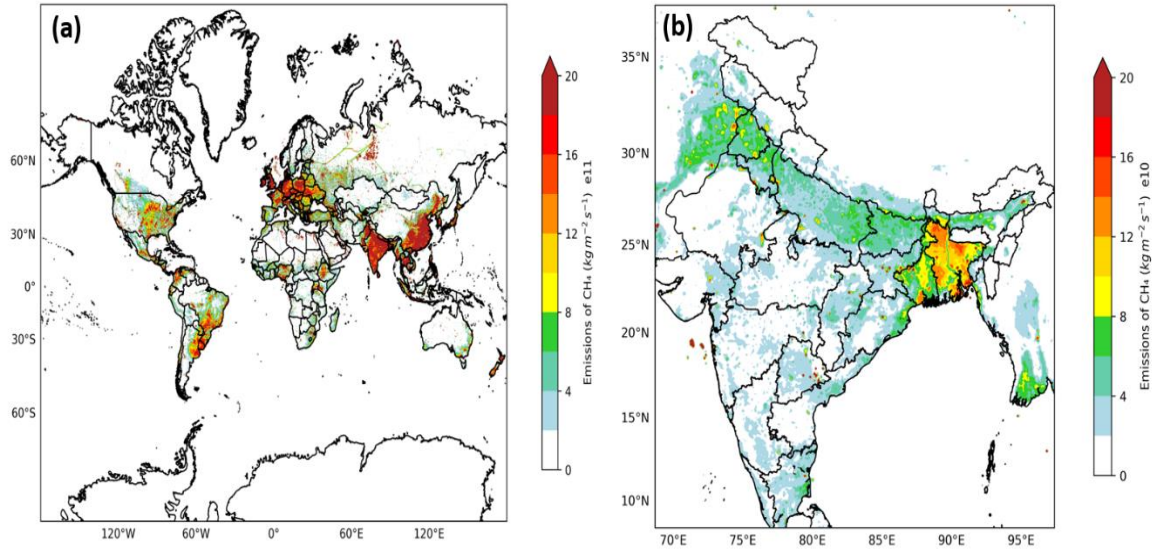 (a)
60°N
30°N
0°
30°S
60°S
120°W
60°W
0°
60°E
120°E
20
16
12
8
4
0
Emissions of CH₄ (kg m⁻² s⁻¹) e11
(b)
35°N
30°N
25°N
20°N
15°N
10°N
70°E
75°E
80°E
85°E
90°E
95°E
20
16
12
8
4
0
Emissions of CH₄ (kg m⁻² s⁻¹) e10